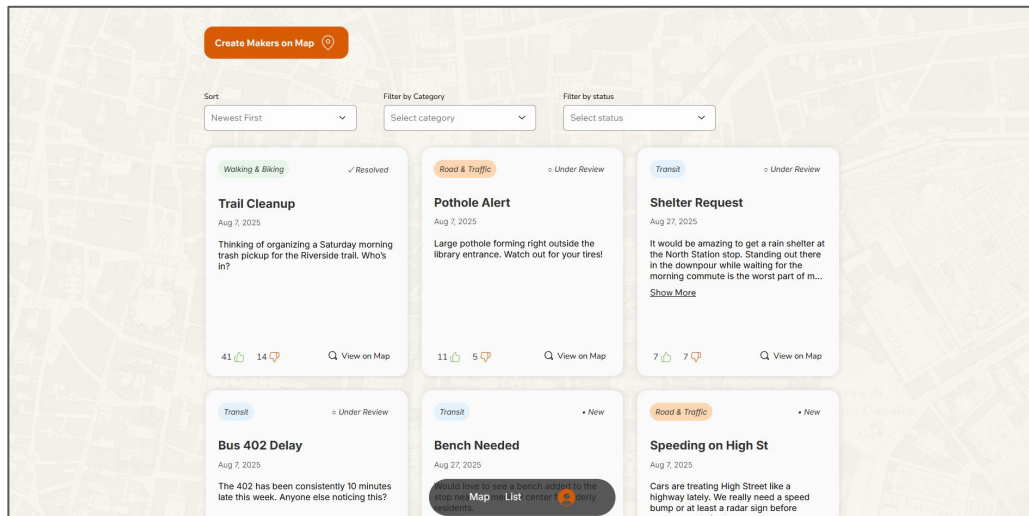 Create Makers on Map
Sort
Filter by Category
Filter by status
Newest First
Select category
Select status
Walking & Biking
✓ Resolved
Trail Cleanup
Aug 7, 2025
Thinking of organizing a Saturday morning
trash pickup for the Riverside trail. Who's
in?
41
14
View on Map
Road & Traffic
○ Under Review
Pothole Alert
Aug 7, 2025
Large pothole forming right outside the
library entrance. Watch out for your tires!
11
5
View on Map
Transit
○ Under Review
Shelter Request
Aug 27, 2025
It would be amazing to get a rain shelter at
the North Station stop. Standing out there
in the downpour while waiting for the
morning commute is the worst part of m...
Show More
7
7
View on Map
Transit
○ Under Review
Bus 402 Delay
Aug 7, 2025
The 402 has been consistently 10 minutes
late this week. Anyone else noticing this?
Transit
• New
Bench Needed
Aug 27, 2025
Would love to see a bench added to the
stop near center
residents.
Road & Traffic
• New
Speeding on High St
Aug 7, 2025
Cars are treating High Street like a
highway lately. We really need a speed
bump or at least a radar sign before
Map List